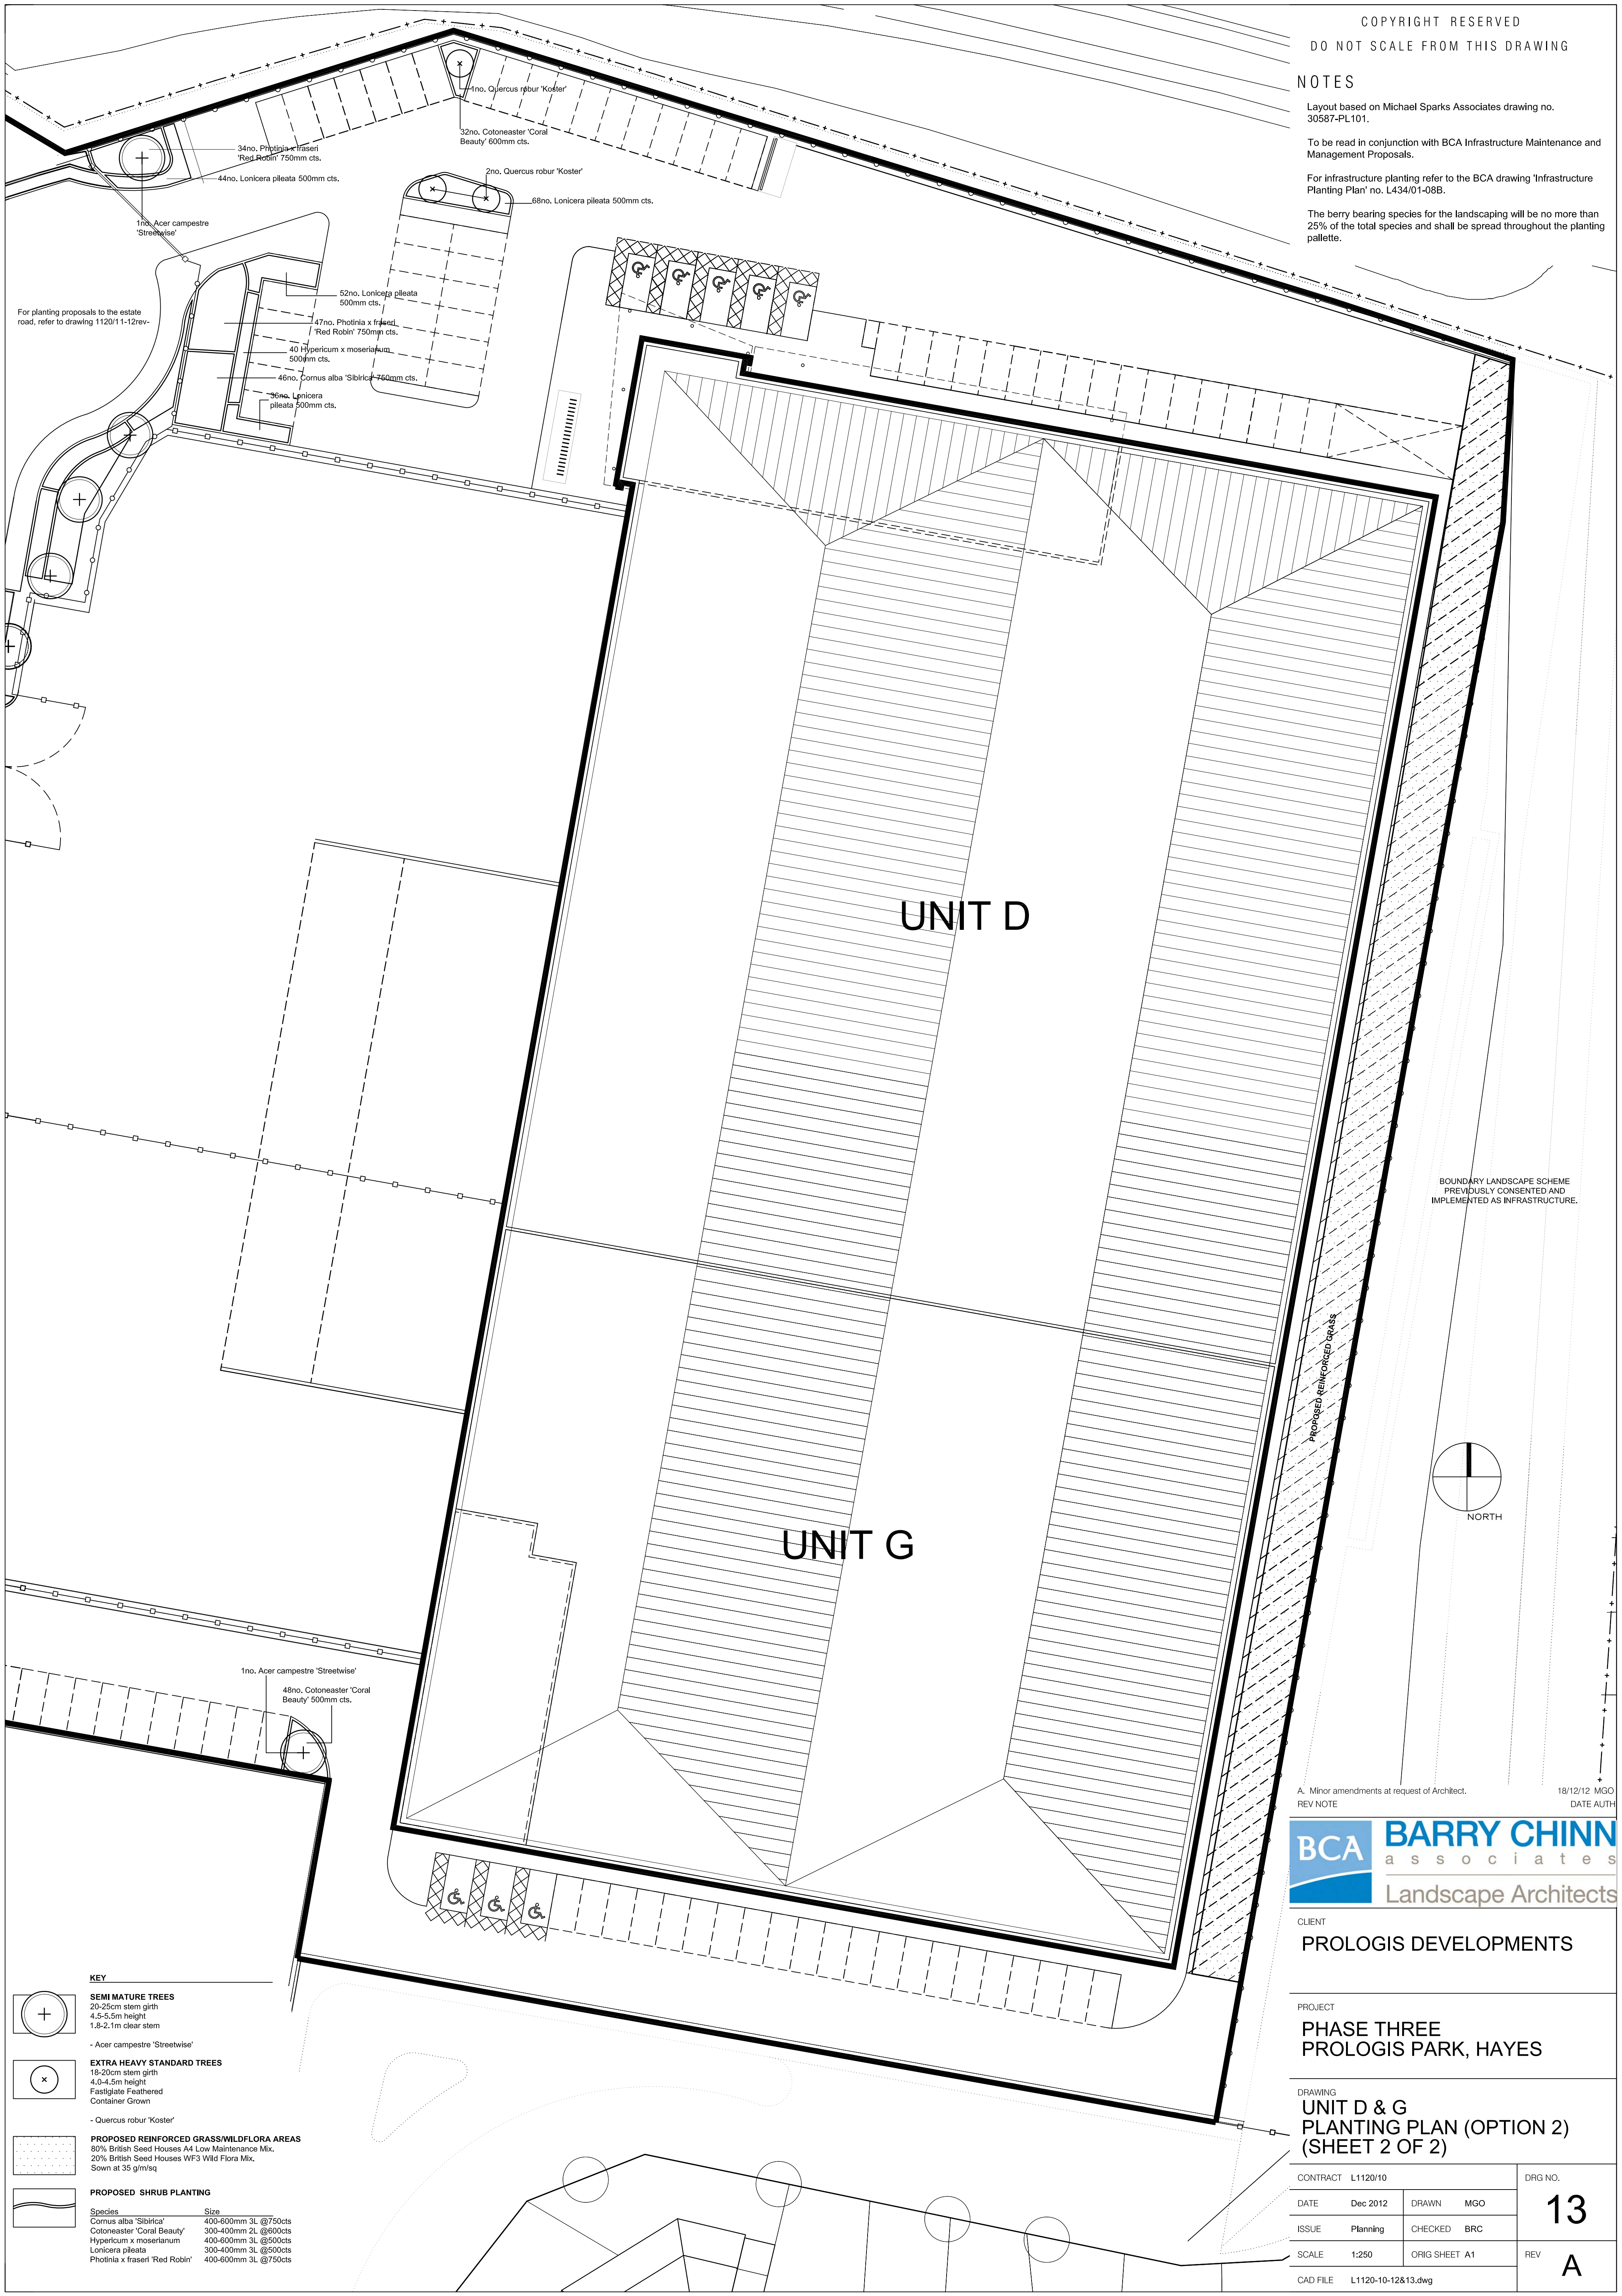 COPYRIGHT RESERVED
DO NOT SCALE FROM THIS DRAWING
NOTES
Layout based on Michael Sparks Associates drawing no.
30587-PL101.
To be read in conjunction with BCA Infrastructure Maintenance and
Management Proposals.
For infrastructure planting refer to the BCA drawing 'Infrastructure
Planting Plan' no. L434/01-08B.
The berry bearing species for the landscaping will be no more than
25% of the total species and shall be spread throughout the planting
pallette.
1no. Quercus robur 'Koster'
32no. Cotoneaster 'Coral
Beauty' 600mm cts.
34no. Photinia x fraseri
'Red Robin' 750mm cts.
44no. Lonicera pileata 500mm cts.
2no. Quercus robur 'Koster'
68no. Lonicera pileata 500mm cts.
1no. Acer campestre
'Streetwise'
52no. Lonicera pileata
500mm cts.
For planting proposals to the estate
road, refer to drawing 1120/11-12rev-
47no. Photinia x fraseri
'Red Robin' 750mm cts.
40 Hypericum x moserianum
500mm cts.
46no. Cornus alba 'Sibirica' 750mm cts.
36no. Lonicera
pileata 500mm cts.
UNIT D
BOUNDARY LANDSCAPE SCHEME
PREVIOUSLY CONSENTED AND
IMPLEMENTED AS INFRASTRUCTURE.
PROPOSED REINFORCED GRASS
NORTH
UNIT G
1no. Acer campestre 'Streetwise'
48no. Cotoneaster 'Coral
Beauty' 500mm cts.
A. Minor amendments at request of Architect. 18/12/12 MGO
REV NOTE DATE AUTH
BCA
BARRY CHINN
associates
Landscape Architects
CLIENT
PROLOGIS DEVELOPMENTS
PROJECT
PHASE THREE
PROLOGIS PARK, HAYES
DRAWING
UNIT D & G
PLANTING PLAN (OPTION 2)
(SHEET 2 OF 2)
CONTRACT L1120/10
DRG NO.
13
DATE Dec 2012 DRAWN MGO
ISSUE Planning CHECKED BRC
SCALE 1:250 ORIG SHEET A1
REV A
CAD FILE L1120-10-12&13.dwg
KEY
SEMI MATURE TREES
20-25cm stem girth
4.5-5.5m height
1.8-2.1m clear stem
- Acer campestre 'Streetwise'
EXTRA HEAVY STANDARD TREES
18-20cm stem girth
4.0-4.5m height
Fastigiate Feathered
Container Grown
- Quercus robur 'Koster'
PROPOSED REINFORCED GRASS/WILDFLORA AREAS
80% British Seed Houses A4 Low Maintenance Mix.
20% British Seed Houses WF3 Wild Flora Mix.
Sown at 35 g/m/sq
PROPOSED SHRUB PLANTING
Species Size
Cornus alba 'Sibirica' 400-600mm 3L @750cts
Cotoneaster 'Coral Beauty' 300-400mm 2L @600cts
Hypericum x moserianum 400-600mm 3L @500cts
Lonicera pileata 300-400mm 3L @500cts
Photinia x fraseri 'Red Robin' 400-600mm 3L @750cts